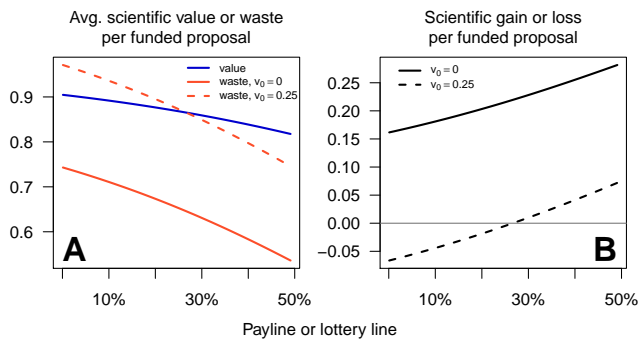 Avg. scientific value or waste
per funded proposal
value
waste, v₀ = 0
waste, v₀ = 0.25
0.9
0.8
0.7
0.6
A
10%
30%
50%
Scientific gain or loss
per funded proposal
v₀ = 0
v₀ = 0.25
0.25
0.20
0.15
0.10
0.05
0.00
−0.05
B
10%
30%
50%
Payline or lottery line